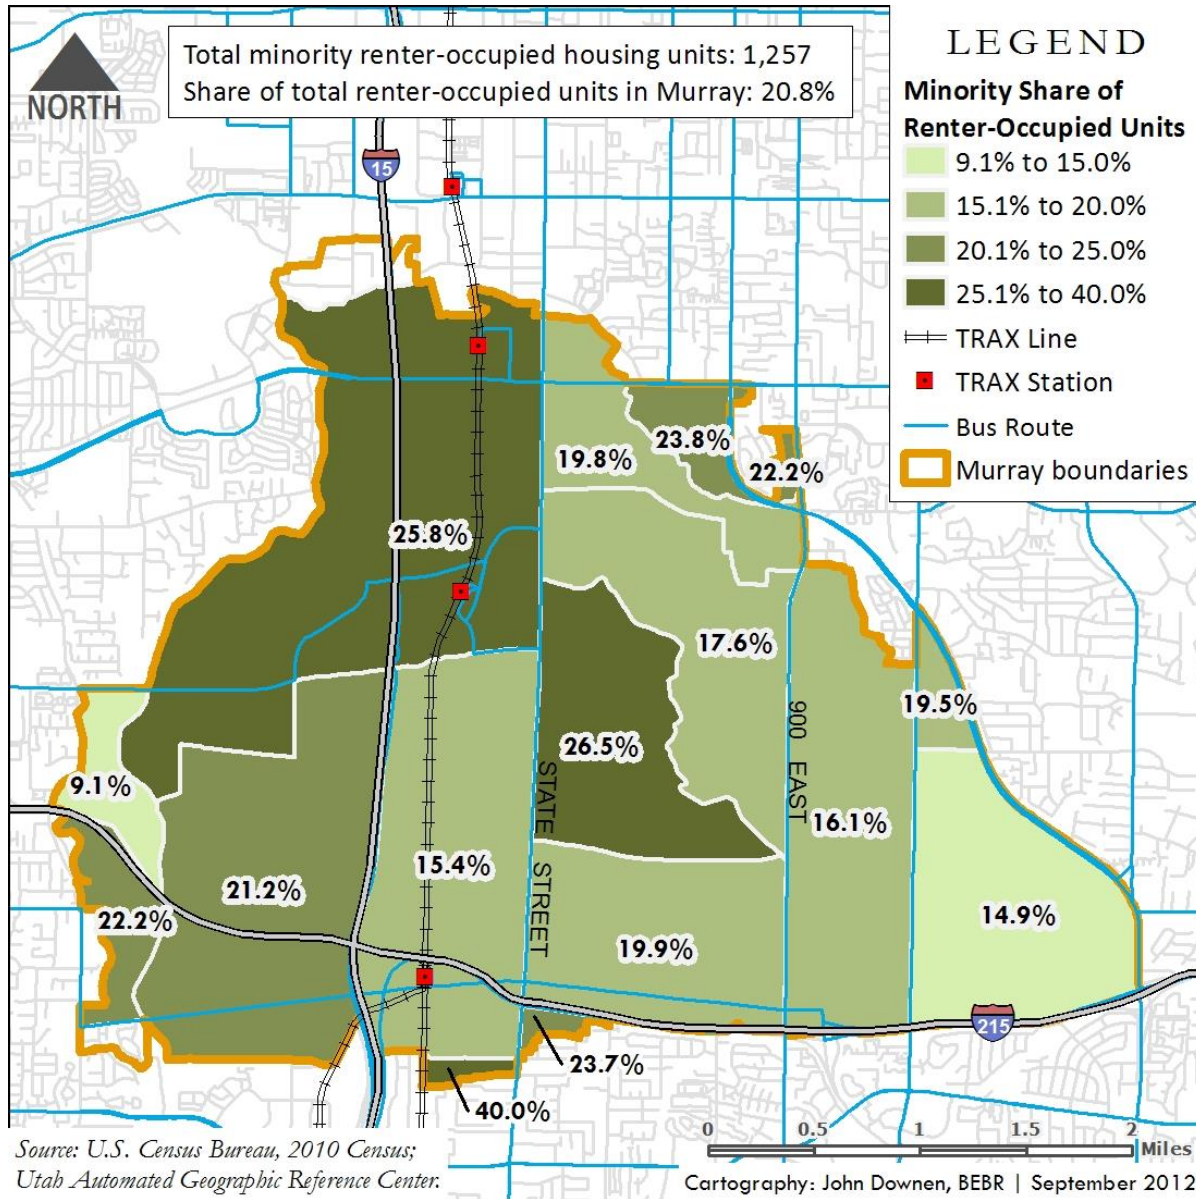 Total minority renter-occupied housing units: 1,257
Share of total renter-occupied units in Murray: 20.8%
NORTH
LEGEND
Minority Share of
Renter-Occupied Units
9.1% to 15.0%
15.1% to 20.0%
20.1% to 25.0%
25.1% to 40.0%
TRAX Line
TRAX Station
Bus Route
Murray boundaries
15
23.8%
19.8%
22.2%
25.8%
17.6%
19.5%
26.5%
900 EAST
STATE STREET
9.1%
16.1%
15.4%
21.2%
22.2%
14.9%
19.9%
215
23.7%
40.0%
0 0.5 1 1.5 2
Miles
Source: U.S. Census Bureau, 2010 Census;
Utah Automated Geographic Reference Center.
Cartography: John Downen, BEBR | September 2012